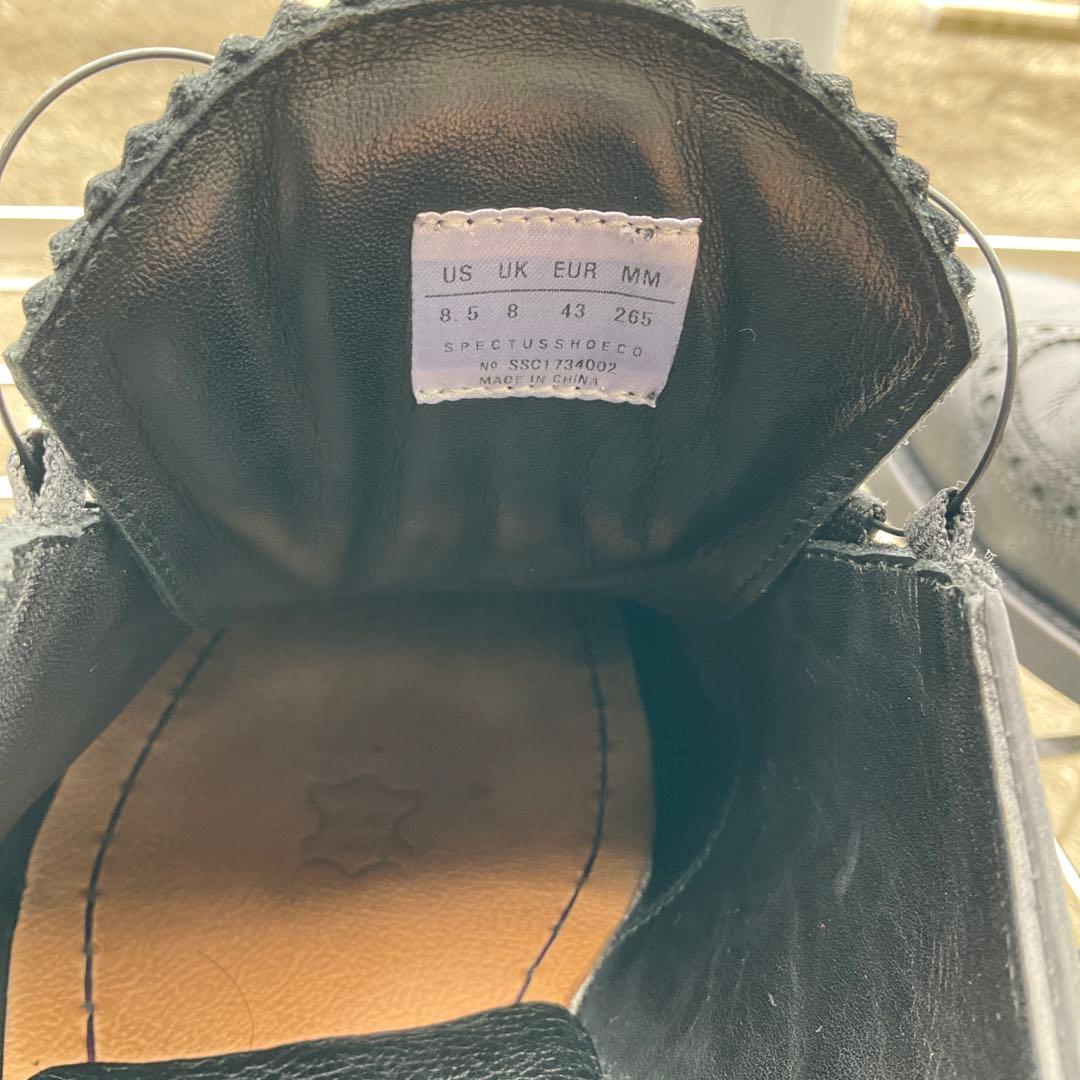 US UK EUR MM
8.5 8 43 265
SPECTUSSHOECO
Nº SSC1734002
MADE IN CHINA